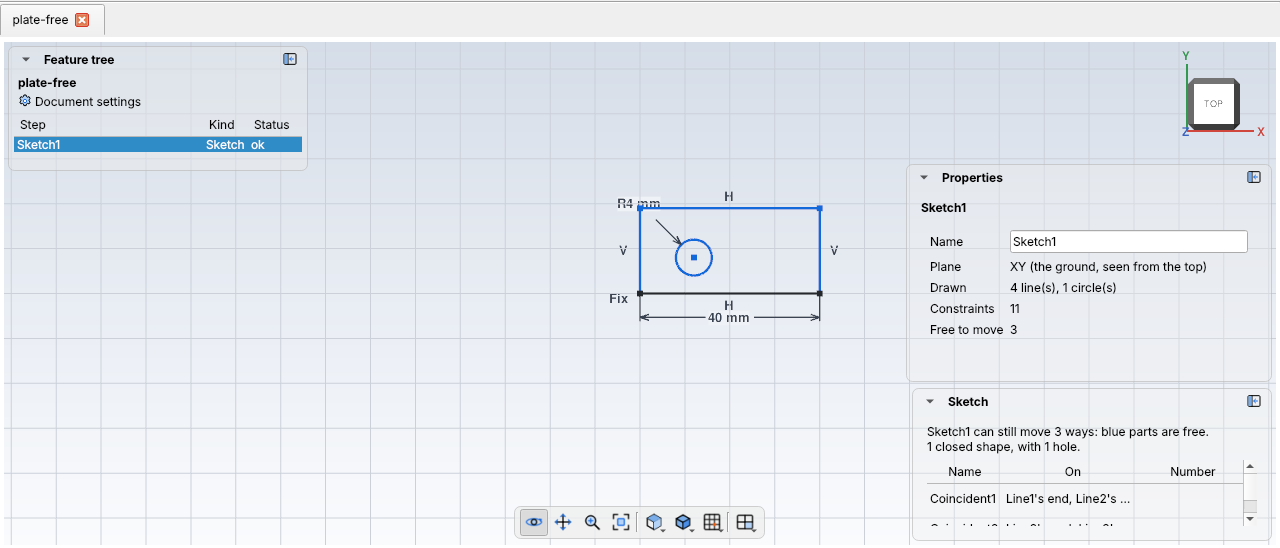 plate-free
Feature tree
plate-free
Document settings
Step Kind Status
Sketch1 Sketch ok
Y
TOP
Z X
R4 mm
H
V
V
Fix
H
40 mm
Properties
Sketch1
Name Sketch1
Plane XY (the ground, seen from the top)
Drawn 4 line(s), 1 circle(s)
Constraints 11
Free to move 3
Sketch
Sketch1 can still move 3 ways: blue parts are free.
1 closed shape, with 1 hole.
Name On Number
Coincident1 Line1's end, Line2's ...